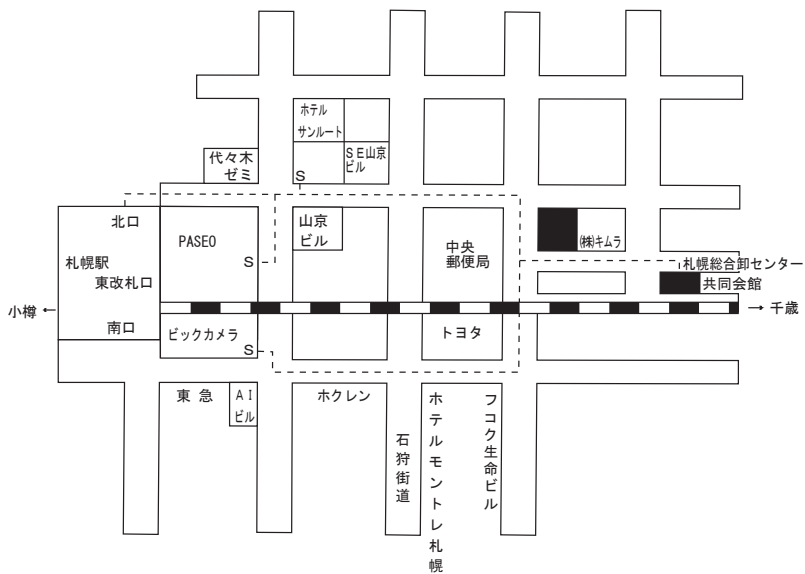 ホテル
サンルート
SE山京
ビル
代々木
ゼミ
S
北口
PASEO
山京
ビル
中央
郵便局
㈱キムラ
札幌駅
東改札口
S
札幌総合卸センター
共同会館
小樽←
→千歳
南口
ビックカメラ
トヨタ
S
東急
AI
ビル
ホクレン
石狩街道
ホテルモントレ札幌
フコク生命ビル